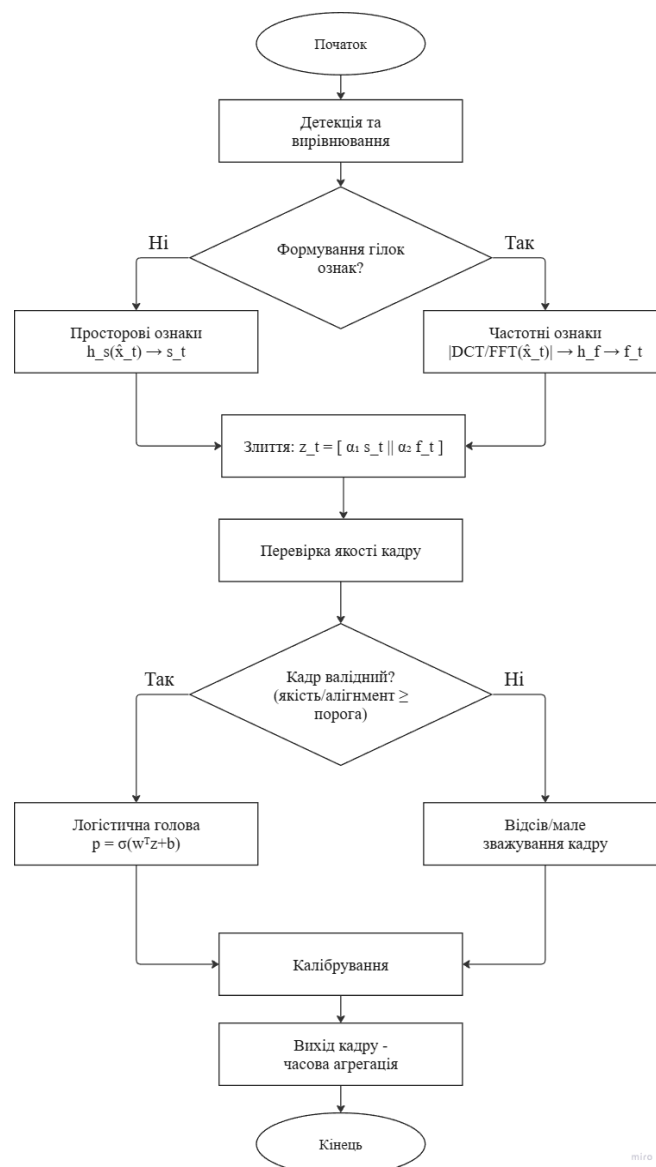 Початок
Детекція та
вирівнювання
Формування гілок
ознак?
Ні
Так
Просторові ознаки
h_s(x̂_t) → s_t
Частотні ознаки
|DCT/FFT(x̂_t)| → h_f → f_t
Злиття: z_t = [ α₁ s_t || α₂ f_t ]
Перевірка якості кадру
Кадр валідний?
(якість/алігнмент ≥
порога)
Так
Ні
Логістична голова
p = σ(wᵀz+b)
Відсів/мале
зважування кадру
Калібрування
Вихід кадру -
часова агрегація
Кінець
miro